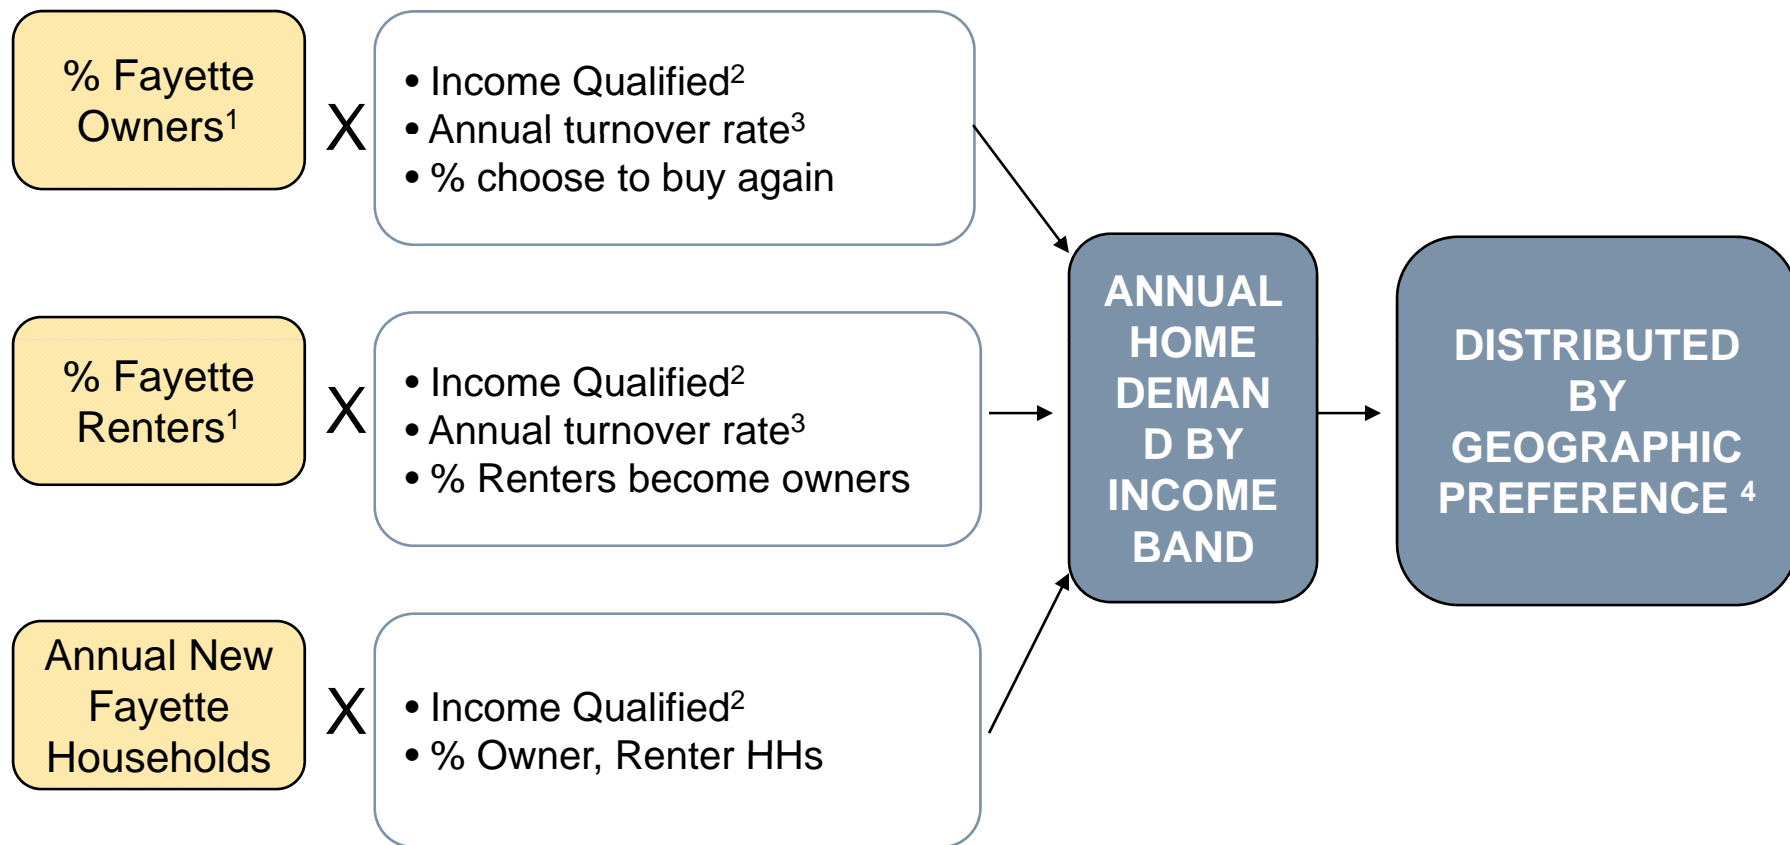 % Fayette
Owners¹
X
• Income Qualified²
• Annual turnover rate³
• % choose to buy again
% Fayette
Renters¹
X
• Income Qualified²
• Annual turnover rate³
• % Renters become owners
Annual New
Fayette
Households
X
• Income Qualified²
• % Owner, Renter HHs
ANNUAL
HOME
DEMAN
D BY
INCOME
BAND
DISTRIBUTED
BY
GEOGRAPHIC
PREFERENCE ⁴